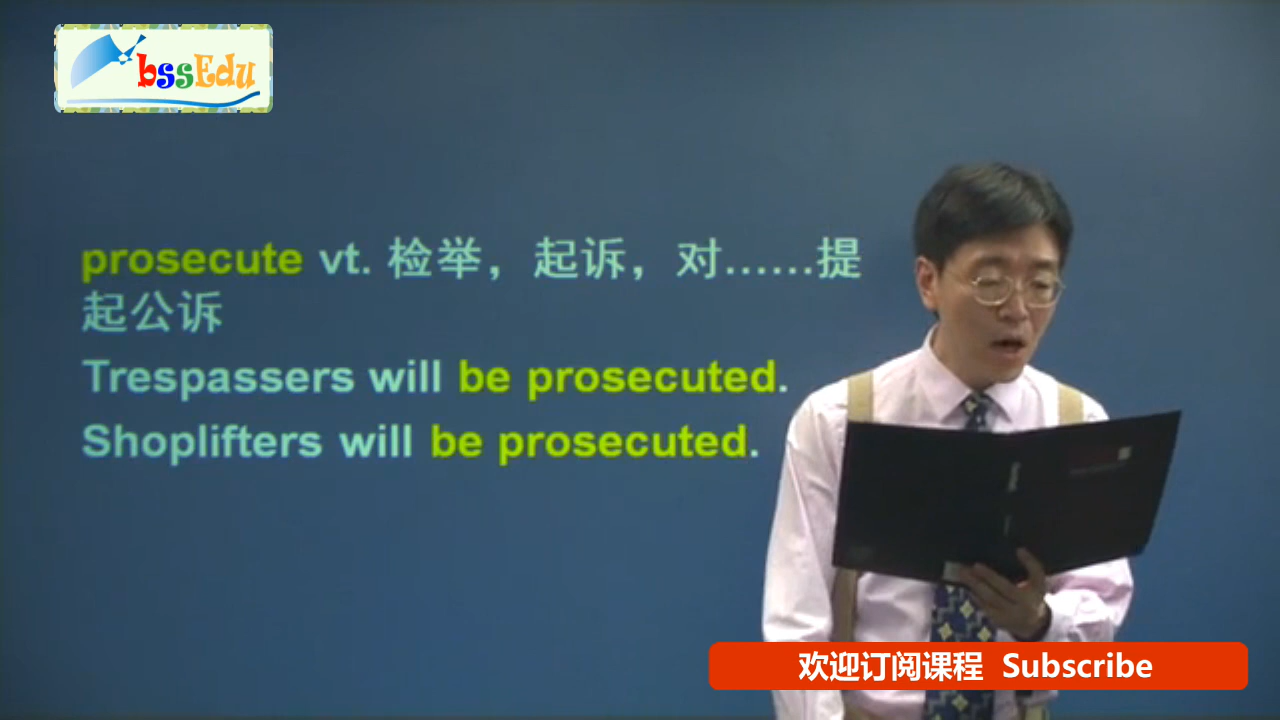 bssEdu
prosecute vt. 检举，起诉，对……提
起公诉
Trespassers will be prosecuted.
Shoplifters will be prosecuted.
欢迎订阅课程 Subscribe